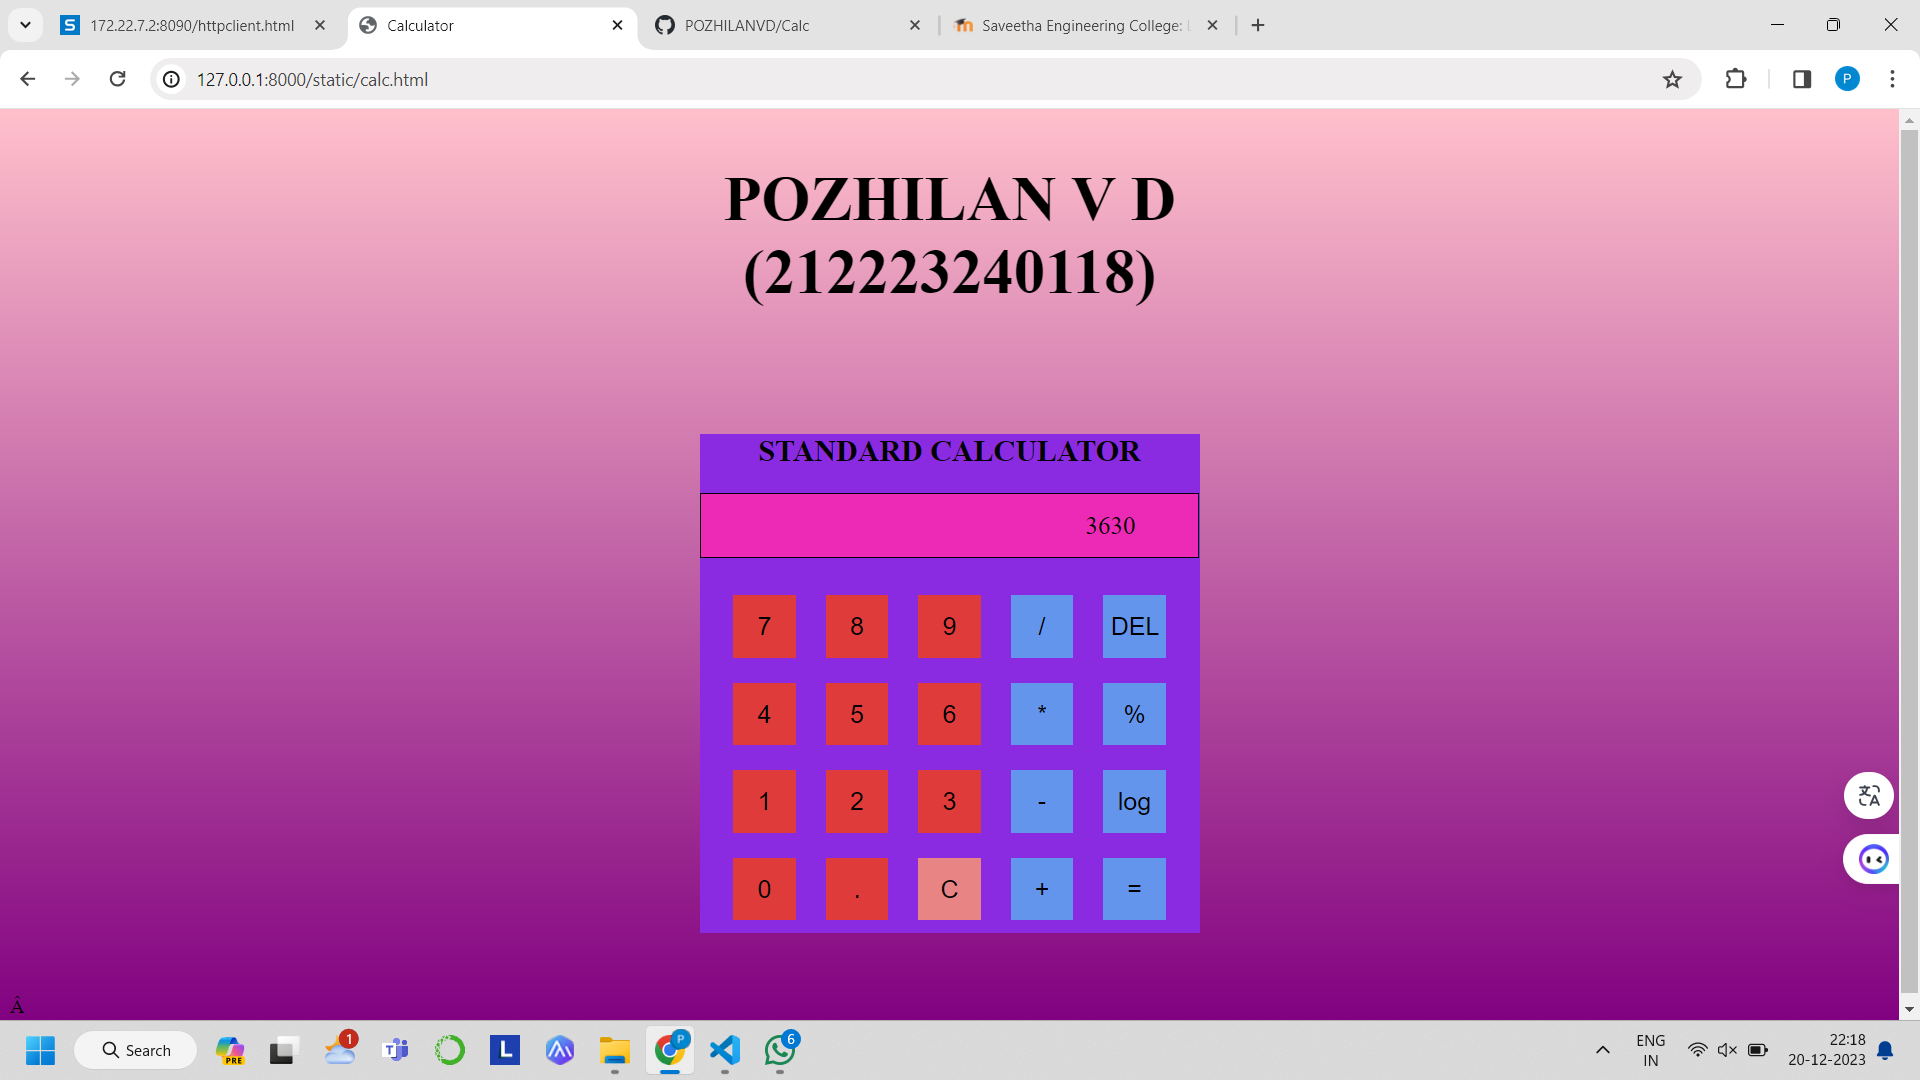 172.22.7.2:8090/httpclient.html
Calculator
POZHILANVD/Calc
Saveetha Engineering College:
127.0.0.1:8000/static/calc.html
P
POZHILAN V D
(212223240118)
STANDARD CALCULATOR
3630
7 8 9 / DEL
4 5 6 * %
1 2 3 - log
0 . C + =
Â
Search
PRE
1
L
P
6
ENG
IN
22:18
20-12-2023